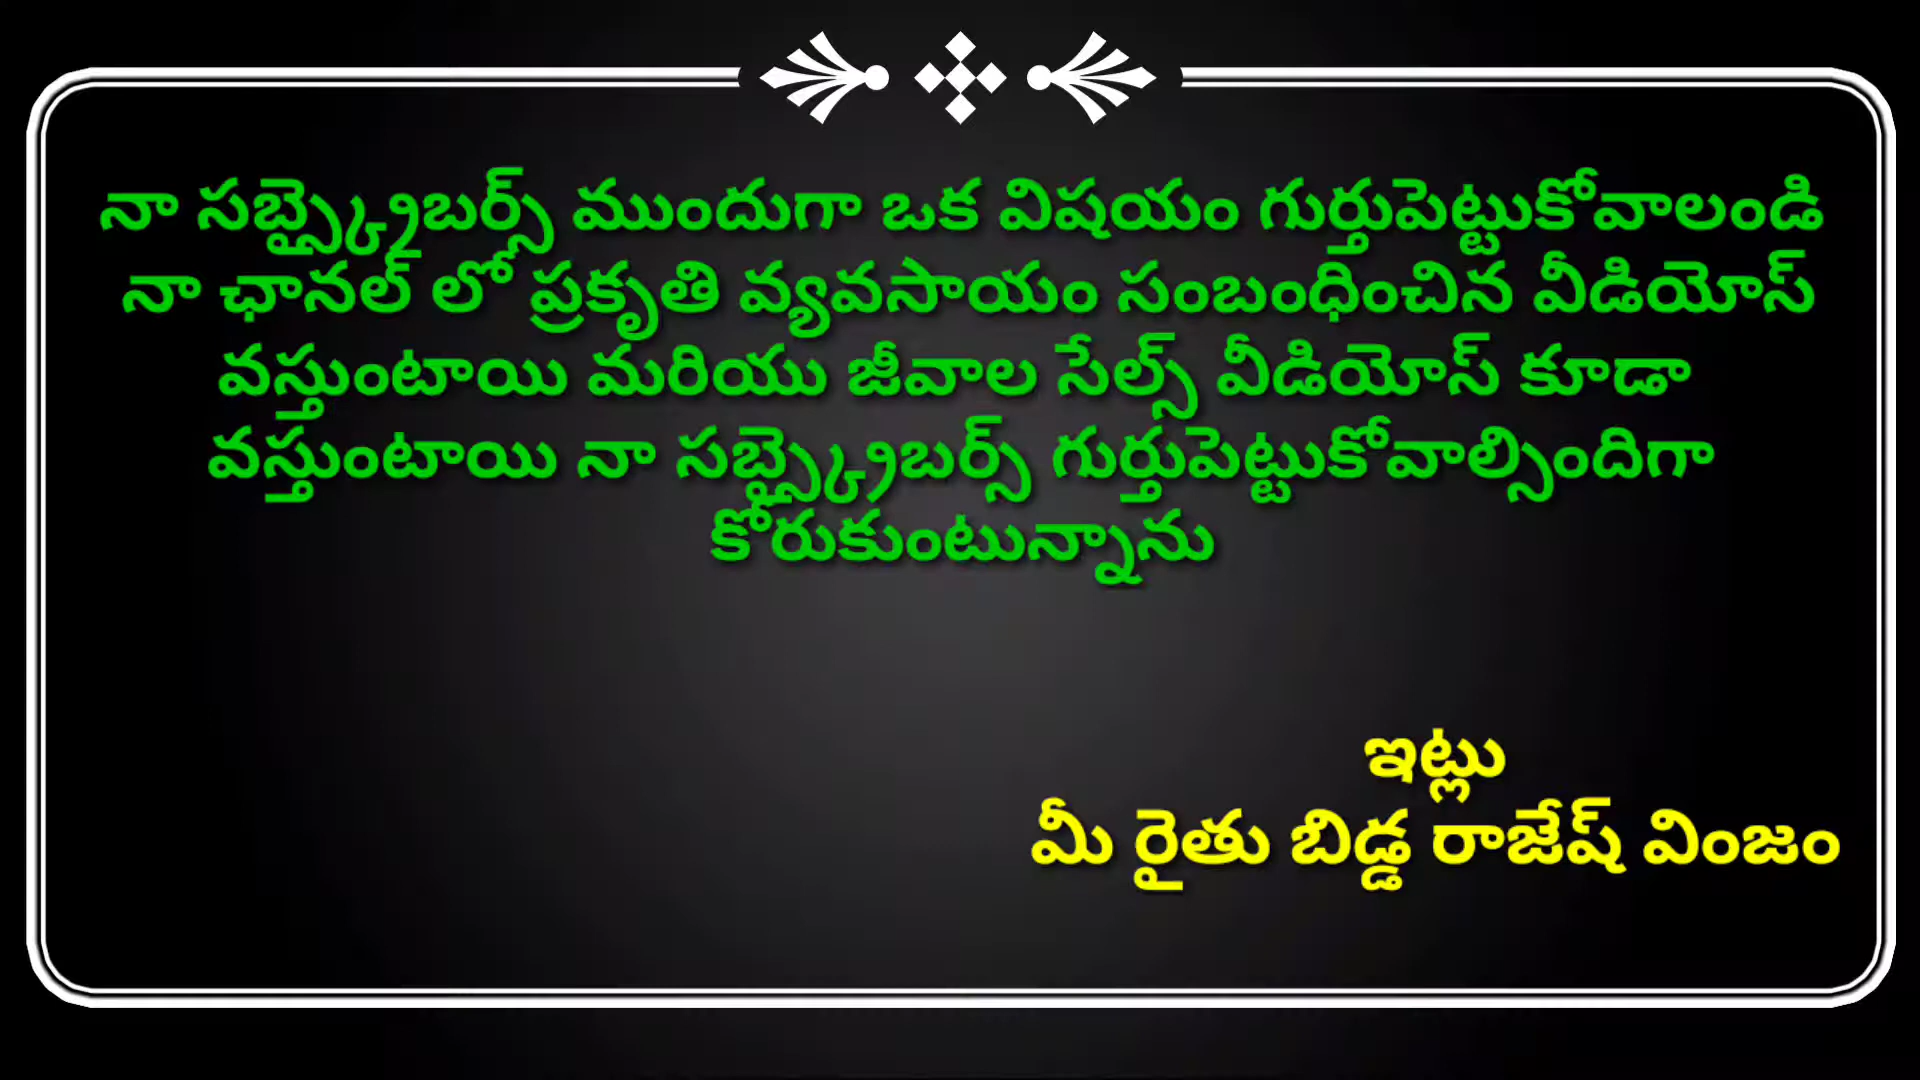 నా సబ్స్క్రైబర్స్ ముందుగా ఒక విషయం గుర్తుపెట్టుకోవాలండి
నా ఛానల్ లో ప్రకృతి వ్యవసాయం సంబంధించిన వీడియోస్
వస్తుంటాయి మరియు జీవాల సేల్స్ వీడియోస్ కూడా
వస్తుంటాయి నా సబ్స్క్రైబర్స్ గుర్తుపెట్టుకోవాల్సిందిగా
కోరుకుంటున్నాను
ఇట్లు
మీ రైతు బిడ్డ రాజేష్ వింజం